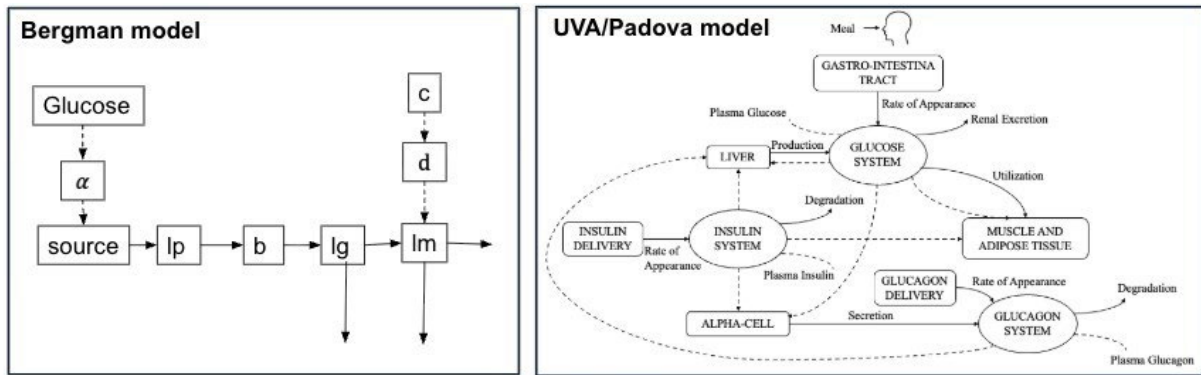 Bergman model
Glucose
c
α
d
source
Ip
b
Ig
Im
UVA/Padova model
Meal
GASTRO-INTESTINA
TRACT
Rate of Appearance
Plasma Glucose
Renal Excretion
Production
LIVER
GLUCOSE
SYSTEM
Utilization
Degradation
INSULIN
DELIVERY
INSULIN
SYSTEM
MUSCLE AND
ADIPOSE TISSUE
Rate of
Appearance
Plasma Insulin
GLUCAGON
DELIVERY
Rate of Appearance
Degradation
ALPHA-CELL
Secretion
GLUCAGON
SYSTEM
Plasma Glucagon